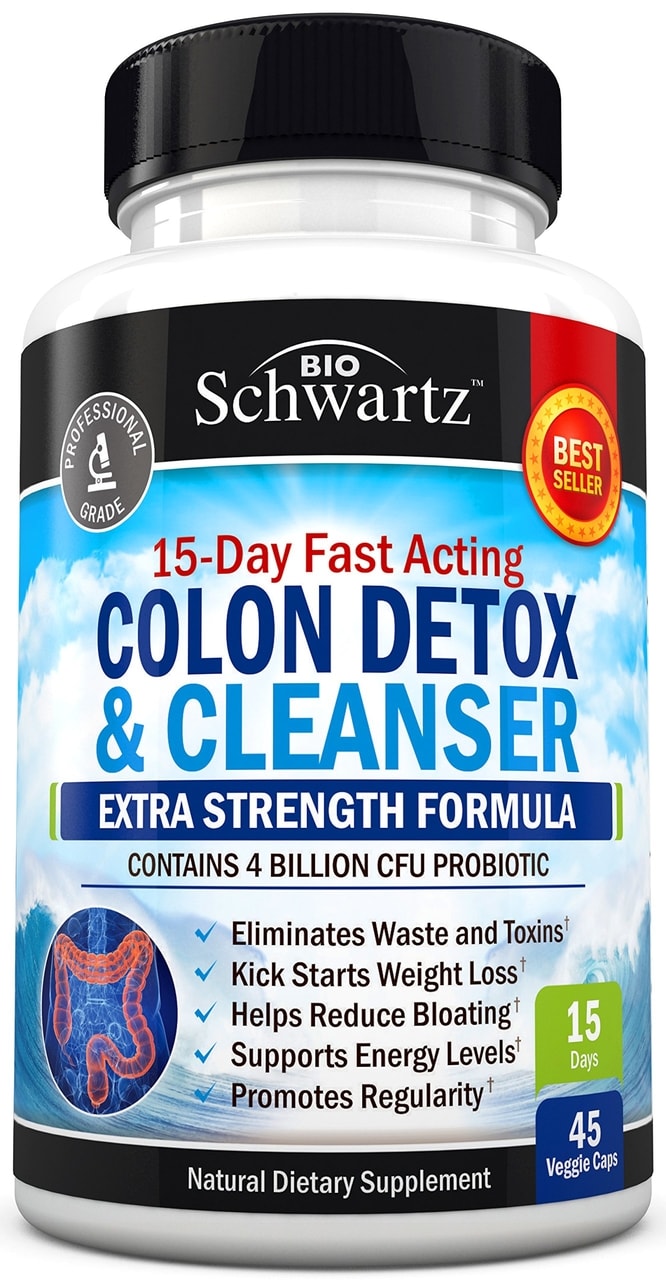 BIO
Schwartz™
PROFESSIONAL
GRADE
BEST
SELLER
15-Day Fast Acting
COLON DETOX
& CLEANSER
EXTRA STRENGTH FORMULA
CONTAINS 4 BILLION CFU PROBIOTIC
✓ Eliminates Waste and Toxins†
✓ Kick Starts Weight Loss†
✓ Helps Reduce Bloating†
✓ Supports Energy Levels†
✓ Promotes Regularity†
15
Days
45
Veggie Caps
Natural Dietary Supplement